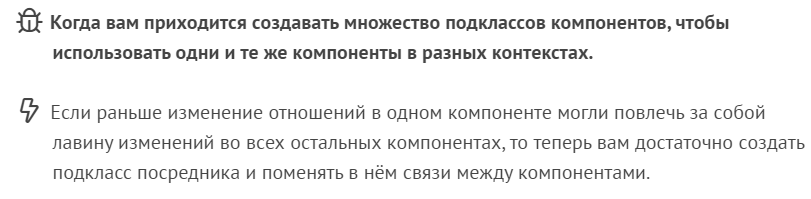 Когда вам приходится создавать множество подклассов компонентов, чтобы
использовать одни и те же компоненты в разных контекстах.
Если раньше изменение отношений в одном компоненте могли повлечь за собой
лавину изменений во всех остальных компонентах, то теперь вам достаточно создать
подкласс посредника и поменять в нём связи между компонентами.